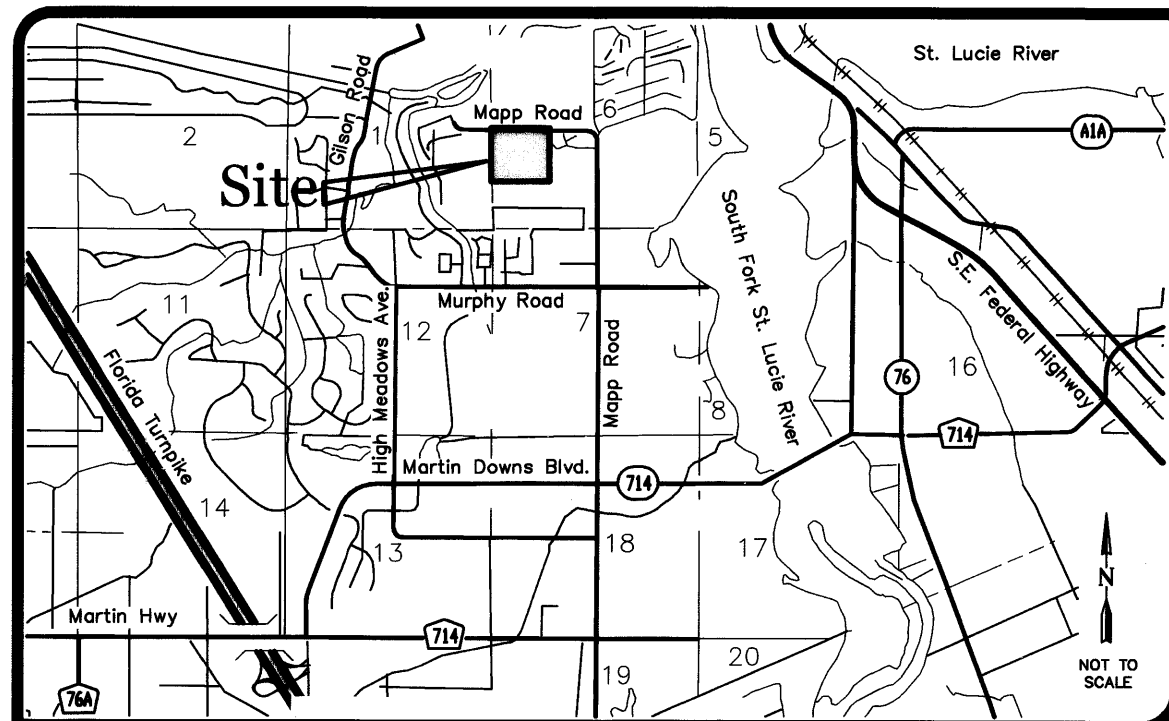 St. Lucie River
Gilson Road
Mapp Road
6
2
1
5
A1A
Site
South Fork St. Lucie River
S.E. Federal Highway
11
High Meadows Ave.
Murphy Road
12
7
Florida Turnpike
Mapp Road
76
16
8
714
Martin Downs Blvd.
714
14
13
18
17
N
Martin Hwy
714
20
NOT TO
SCALE
76A
19